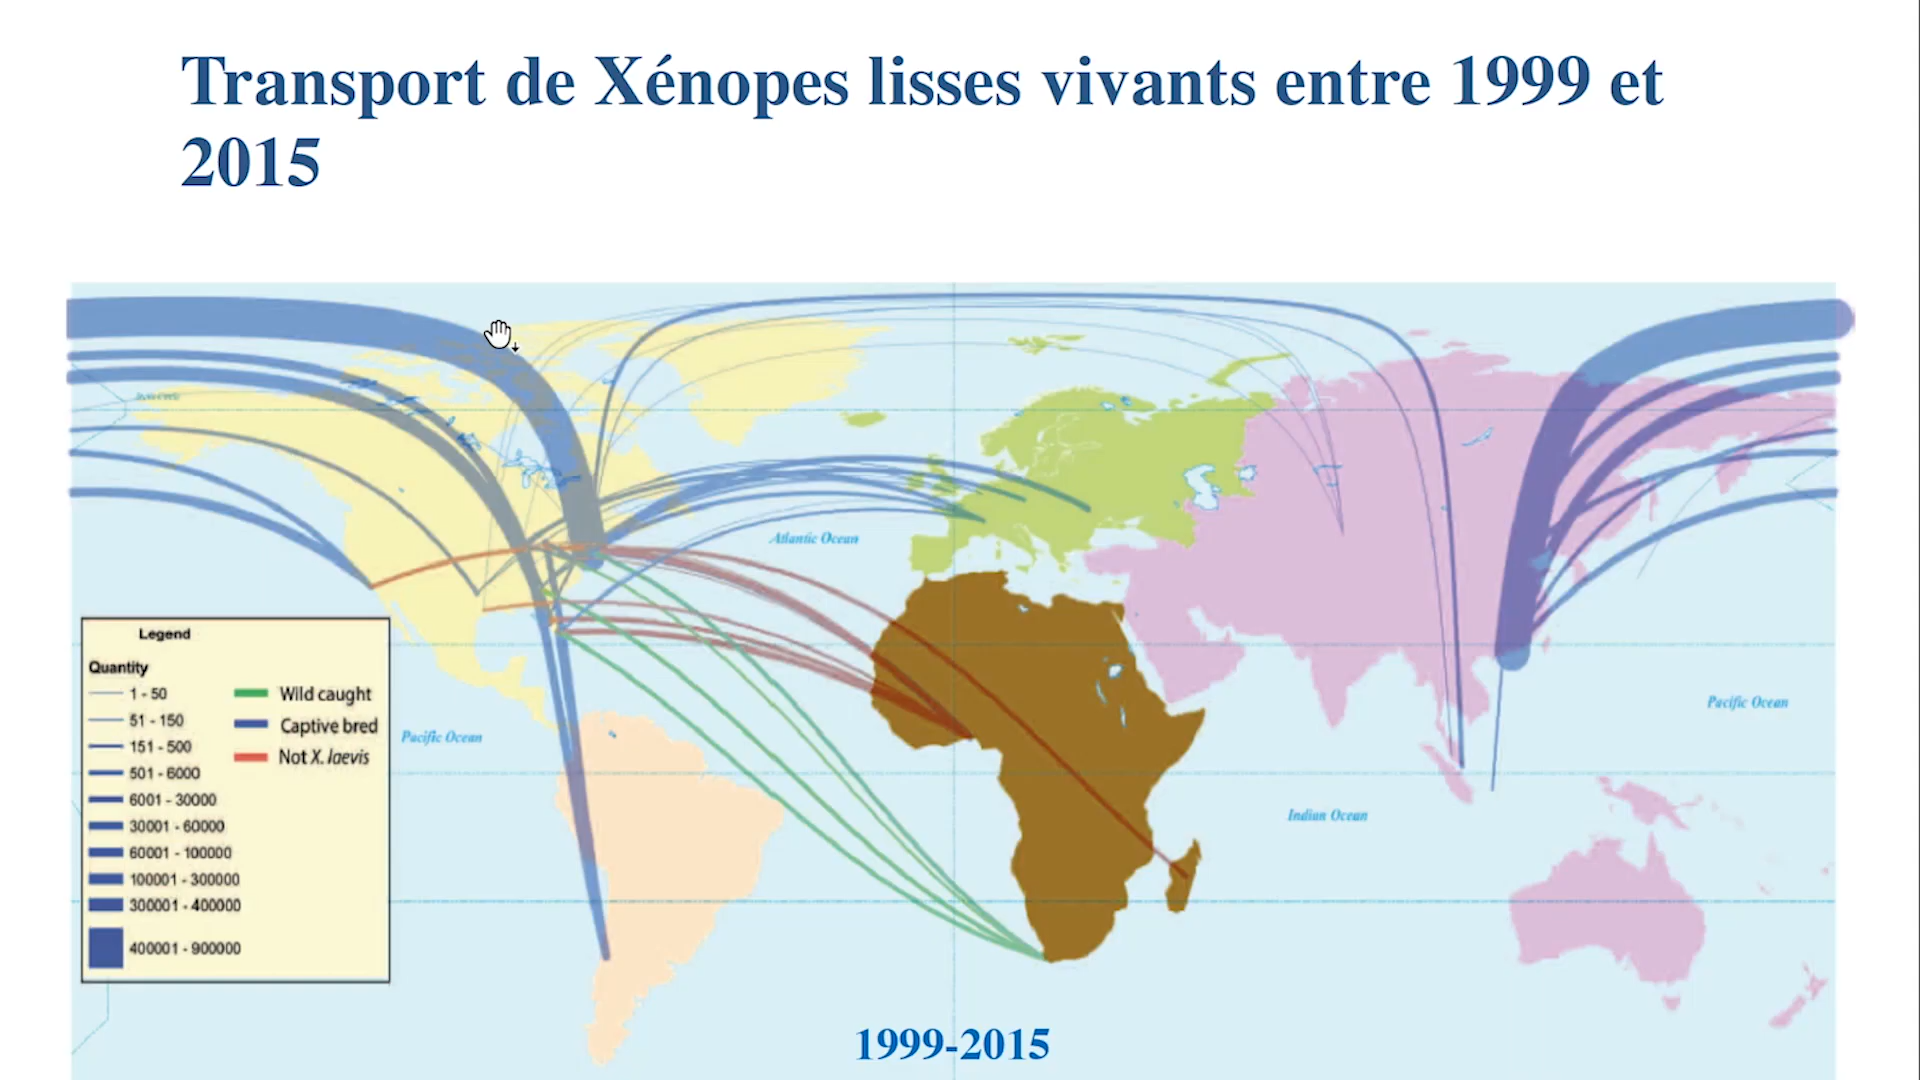 Transport de Xénopes lisses vivants entre 1999 et
2015
Atlantic Ocean
Pacific Ocean
Pacific Ocean
Indian Ocean
Legend
Quantity
1 - 50
51 - 150
151 - 500
501 - 6000
6001 - 30000
30001 - 60000
60001 - 100000
100001 - 300000
300001 - 400000
400001 - 900000
Wild caught
Captive bred
Not X. laevis
1999-2015